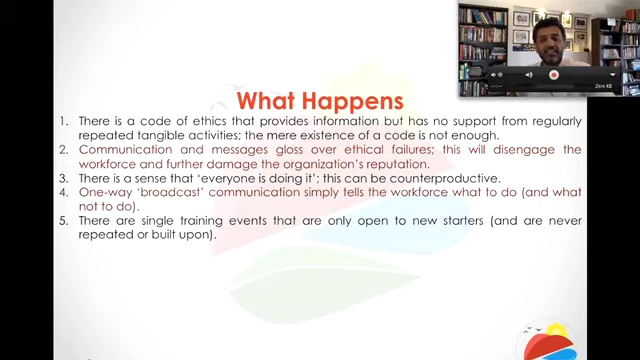 What Happens
1. There is a code of ethics that provides information but has no support from regularly
repeated tangible activities; the mere existence of a code is not enough.
2. Communication and messages gloss over ethical failures; this will disengage the
workforce and further damage the organization's reputation.
3. There is a sense that 'everyone is doing it'; this can be counterproductive.
4. One-way 'broadcast' communication simply tells the workforce what to do (and what
not to do).
5. There are single training events that are only open to new starters (and are never
repeated or built upon).
Zero KB